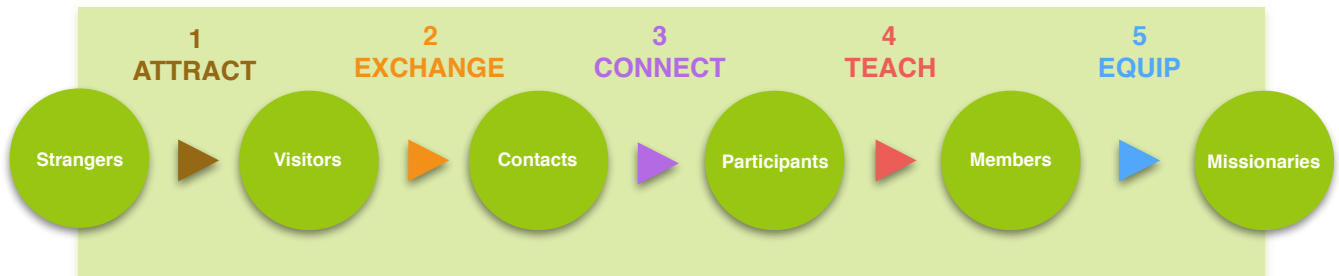 1
ATTRACT
2
EXCHANGE
3
CONNECT
4
TEACH
5
EQUIP
Strangers
Visitors
Contacts
Participants
Members
Missionaries